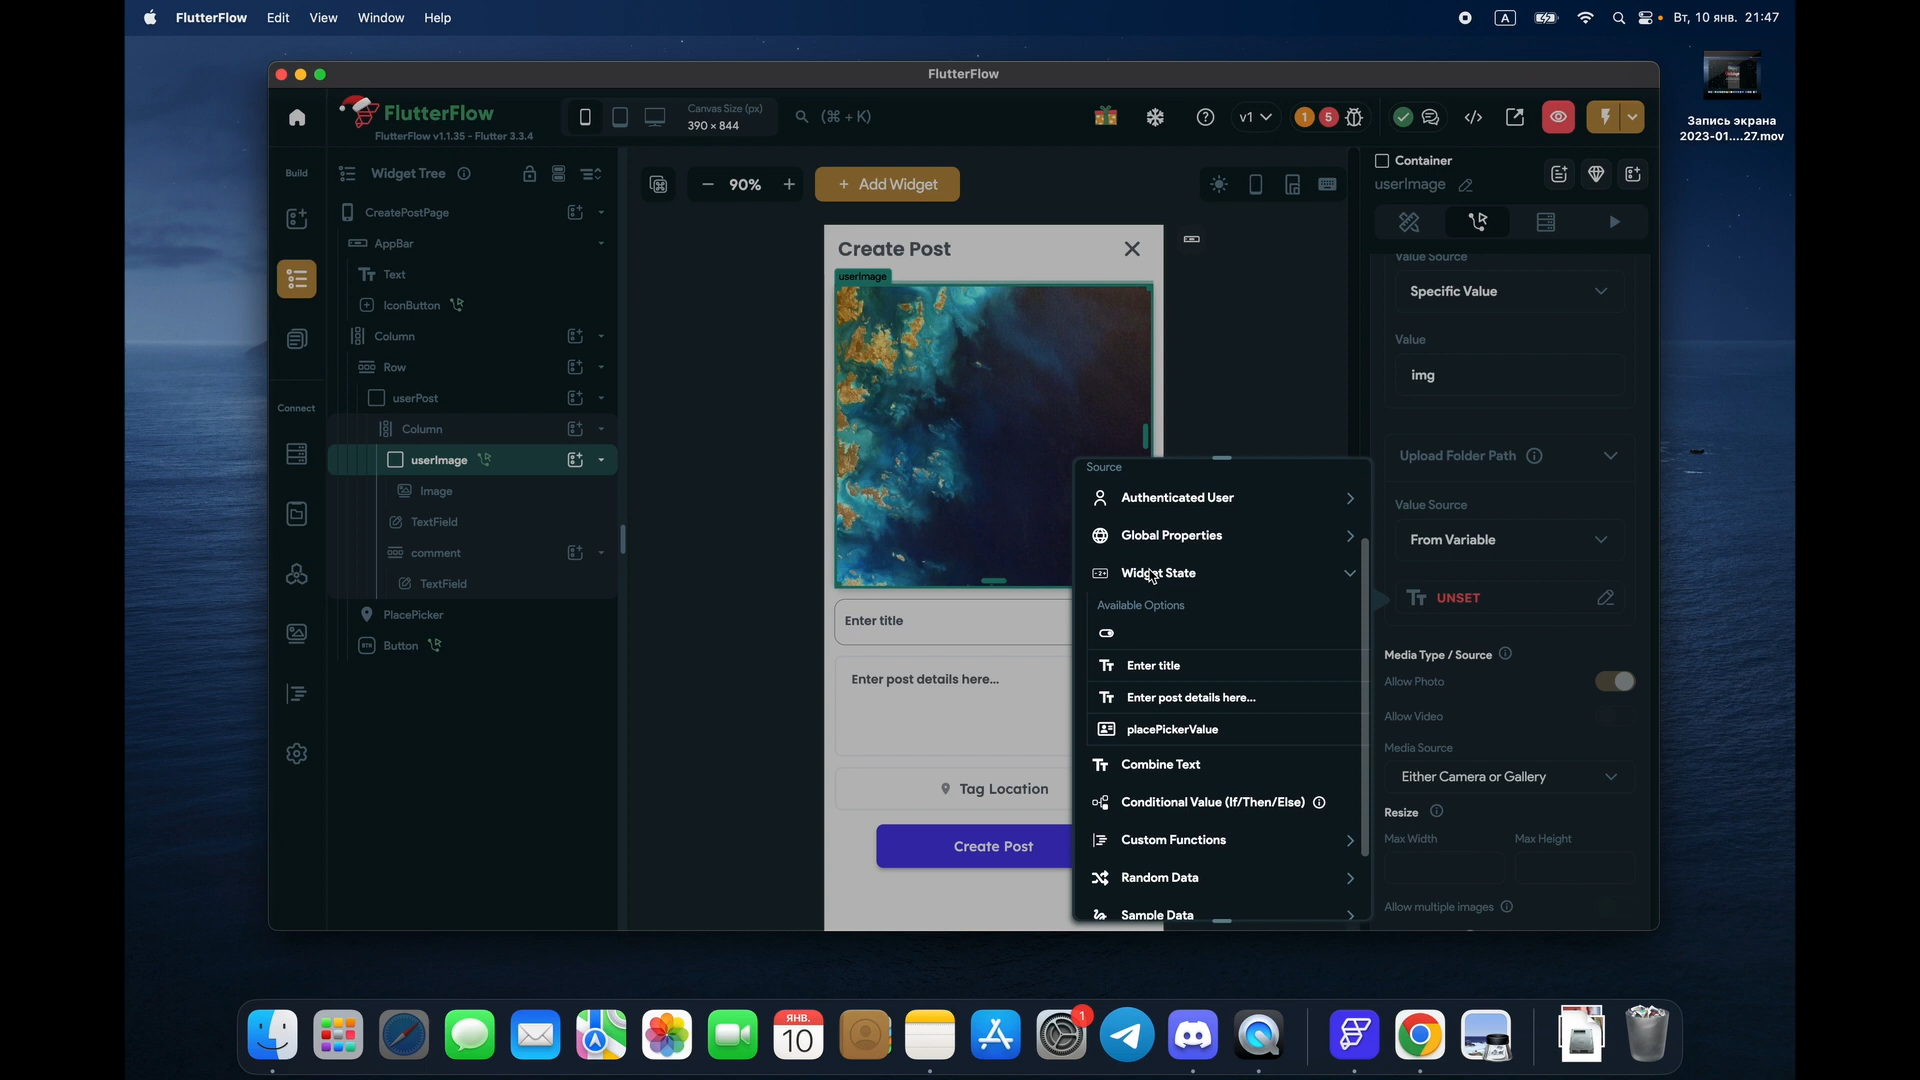 FlutterFlow Edit View Window Help
A Вт, 10 янв. 21:47
FlutterFlow
Запись экрана
2023-01....27.mov
FlutterFlow
FlutterFlow v1.1.35 - Flutter 3.3.4
Canvas Size (px)
390 × 844
(⌘ + K)
v1
1 5
Build
Connect
Widget Tree
CreatePostPage
AppBar
Text
IconButton
Column
Row
userPost
Column
userImage
Image
TextField
comment
TextField
PlacePicker
Button
90%
+ Add Widget
Create Post
userImage
Enter title
Enter post details here...
Tag Location
Create Post
Source
Authenticated User
Global Properties
Widget State
Available Options
Enter title
Enter post details here...
placePickerValue
Combine Text
Conditional Value (If/Then/Else)
Custom Functions
Random Data
Sample Data
Container
userImage
Value Source
Specific Value
Value
img
Upload Folder Path
Value Source
From Variable
UNSET
Media Type / Source
Allow Photo
Allow Video
Media Source
Either Camera or Gallery
Resize
Max Width Max Height
Allow multiple images
ЯНВ.
10
1